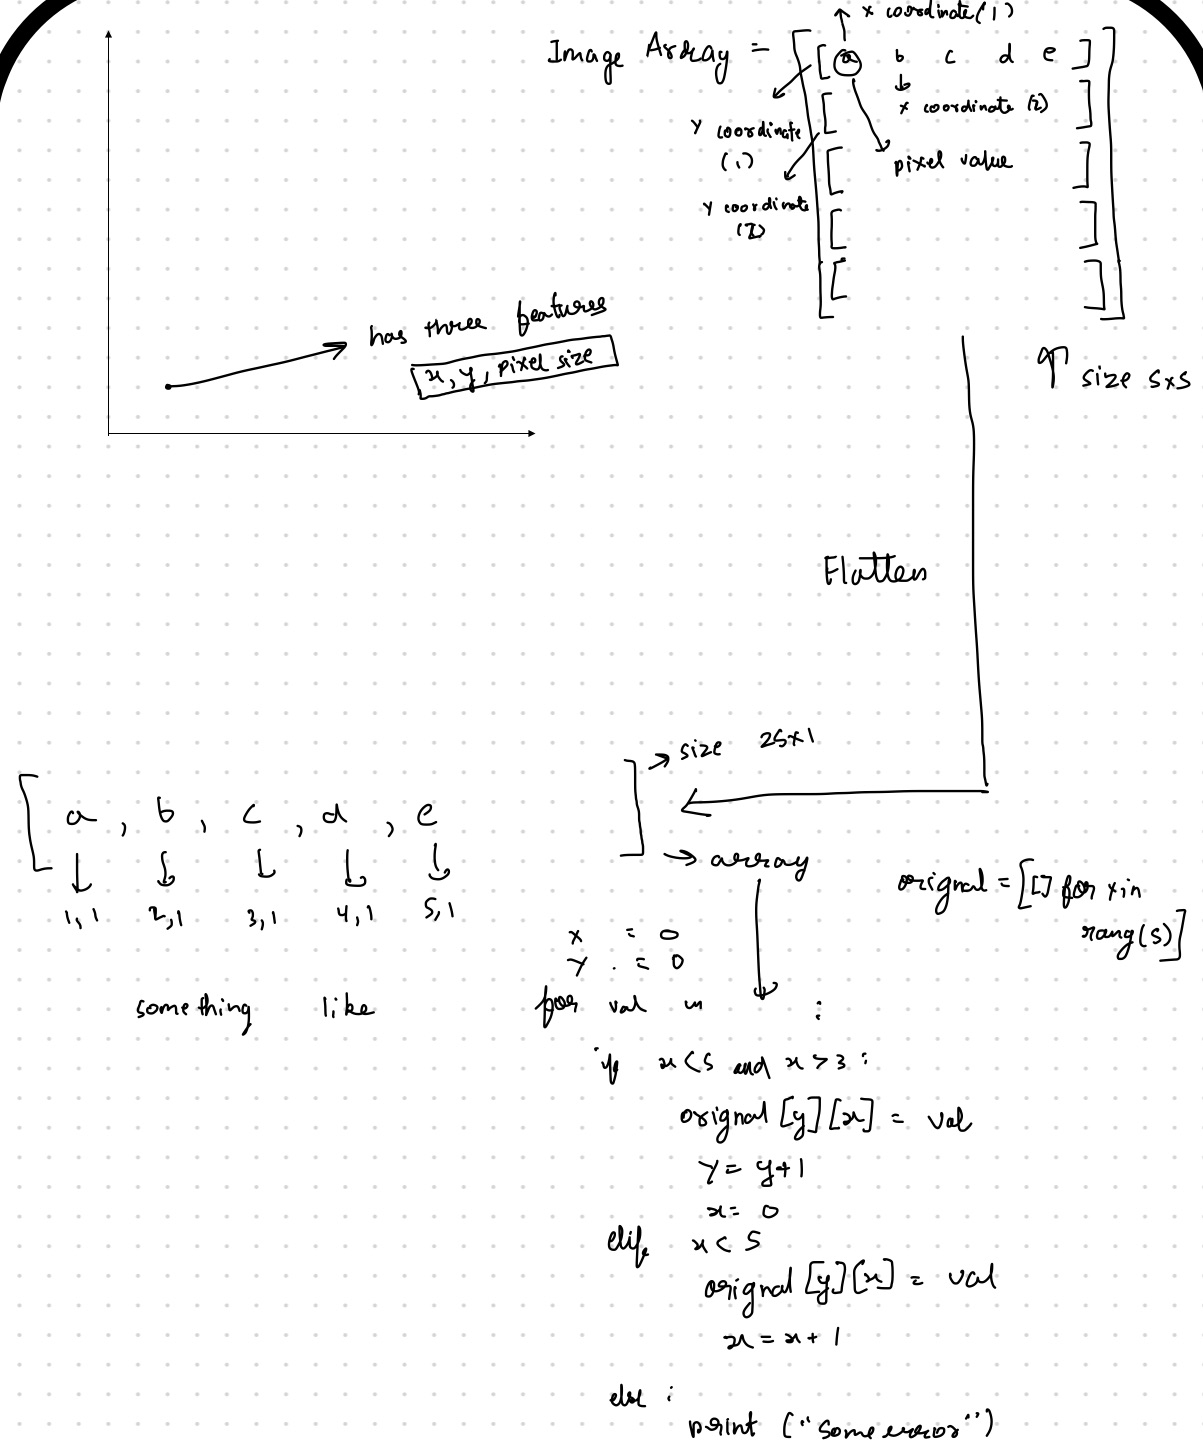 x coordinate (1)
Image Array = [ [ x b c d e ] ]
x coordinate (2)
y coordinate
(1)
pixel value
y coordinate
(2)
has three features
x, y, pixel size
size 5x5
Flatten
size 25x1
[ a , b , c , d , e ]
array
1,1 2,1 3,1 4,1 5,1
orignal = [[] for x in
rang(5)]
x = 0
y = 0
something like
for val in :
if x < 5 and x > 3 :
orignal [y][x] = val
y = y+1
x = 0
elif x < 5
orignal [y][x] = val
x = x + 1
else :
print ("some error")